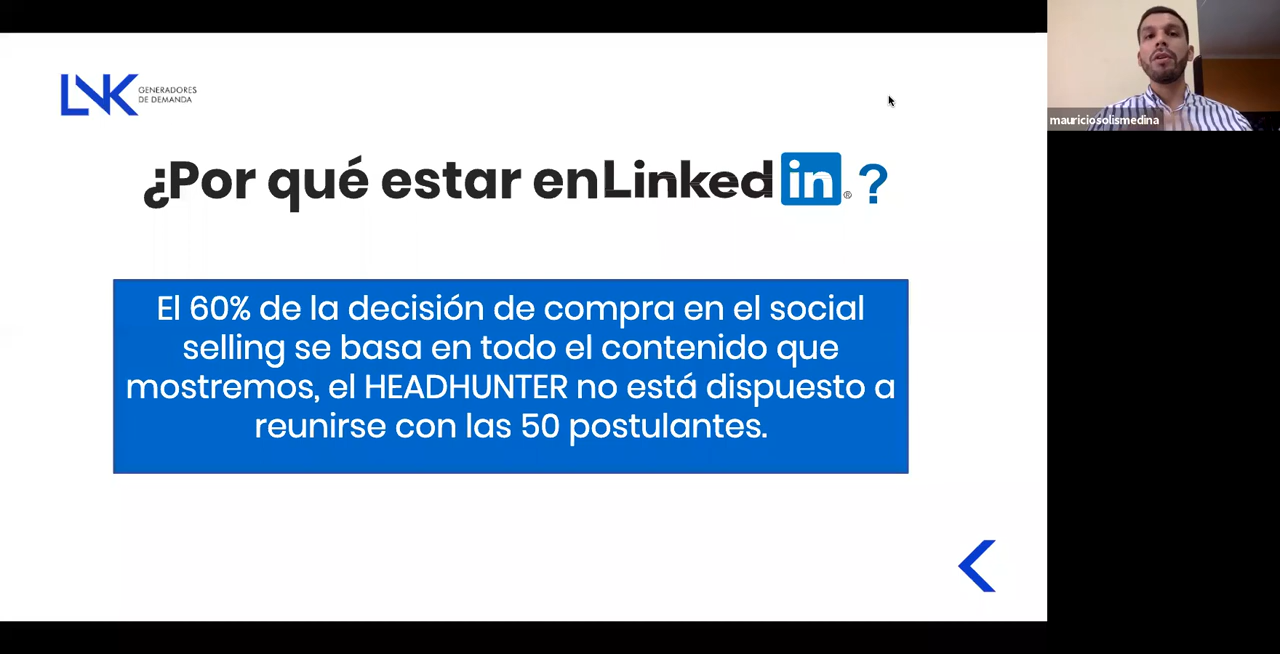 LNK GENERADORES
DE DEMANDA
mauriciosolismedina
¿Por qué estar en Linked in ® ?
El 60% de la decisión de compra en el social
selling se basa en todo el contenido que
mostremos, el HEADHUNTER no está dispuesto a
reunirse con las 50 postulantes.